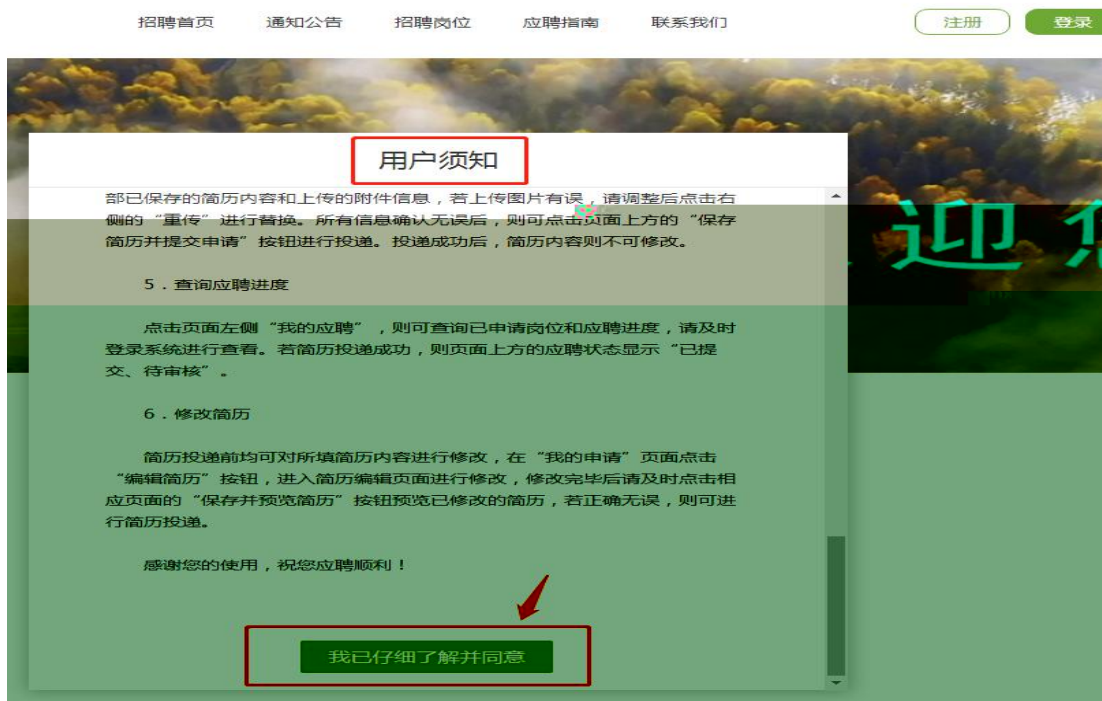 招聘首页 通知公告 招聘岗位 应聘指南 联系我们 注册 登录
用户须知
部已保存的简历内容和上传的附件信息，若上传图片有误，请调整后点击右
侧的“重传”进行替换。所有信息确认无误后，则可点击页面上方的“保存
简历并提交申请”按钮进行投递。投递成功后，简历内容则不可修改。
迎您
5．查询应聘进度
点击页面左侧“我的应聘”，则可查询已申请岗位和应聘进度，请及时
登录系统进行查看。若简历投递成功，则页面上方的应聘状态显示“已提
交、待审核”。
6．修改简历
简历投递前均可对所填简历内容进行修改，在“我的申请”页面点击
“编辑简历”按钮，进入简历编辑页面进行修改，修改完毕后请及时点击相
应页面的“保存并预览简历”按钮预览已修改的简历，若正确无误，则可进
行简历投递。
感谢您的使用，祝您应聘顺利！
我已仔细了解并同意